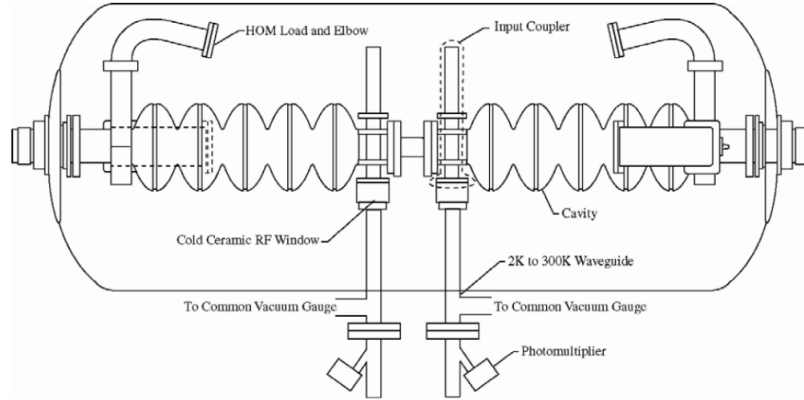 HOM Load and Elbow
Input Coupler
Cold Ceramic RF Window
Cavity
2K to 300K Waveguide
To Common Vacuum Gauge
To Common Vacuum Gauge
Photomultiplier